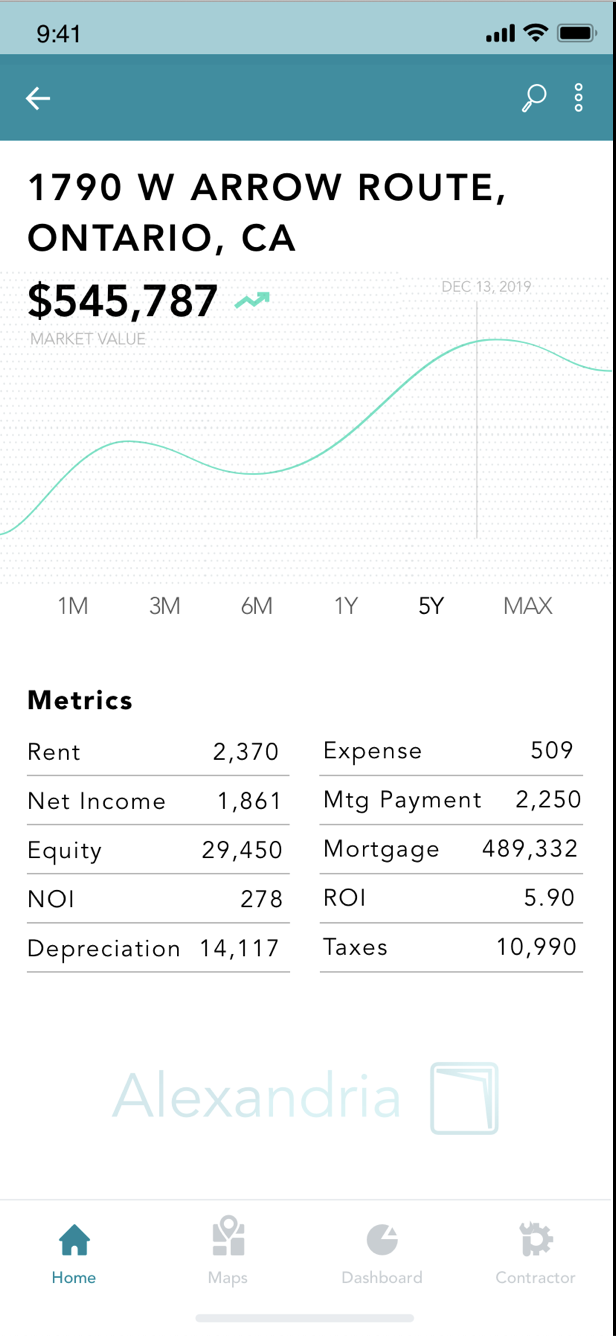 9:41
1790 W ARROW ROUTE,
ONTARIO, CA
$545,787
MARKET VALUE
DEC 13, 2019
1M 3M 6M 1Y 5Y MAX
Metrics
Rent 2,370
Expense 509
Net Income 1,861
Mtg Payment 2,250
Equity 29,450
Mortgage 489,332
NOI 278
ROI 5.90
Depreciation 14,117
Taxes 10,990
Alexandria
Home Maps Dashboard Contractor